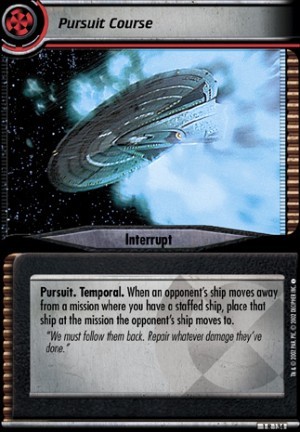 Pursuit Course
Interrupt
Pursuit. Temporal. When an opponent's ship moves away
from a mission where you have a staffed ship, place that
ship at the mission the opponent's ship moves to.
"We must follow them back. Repair whatever damage they've
done."
1 R 134